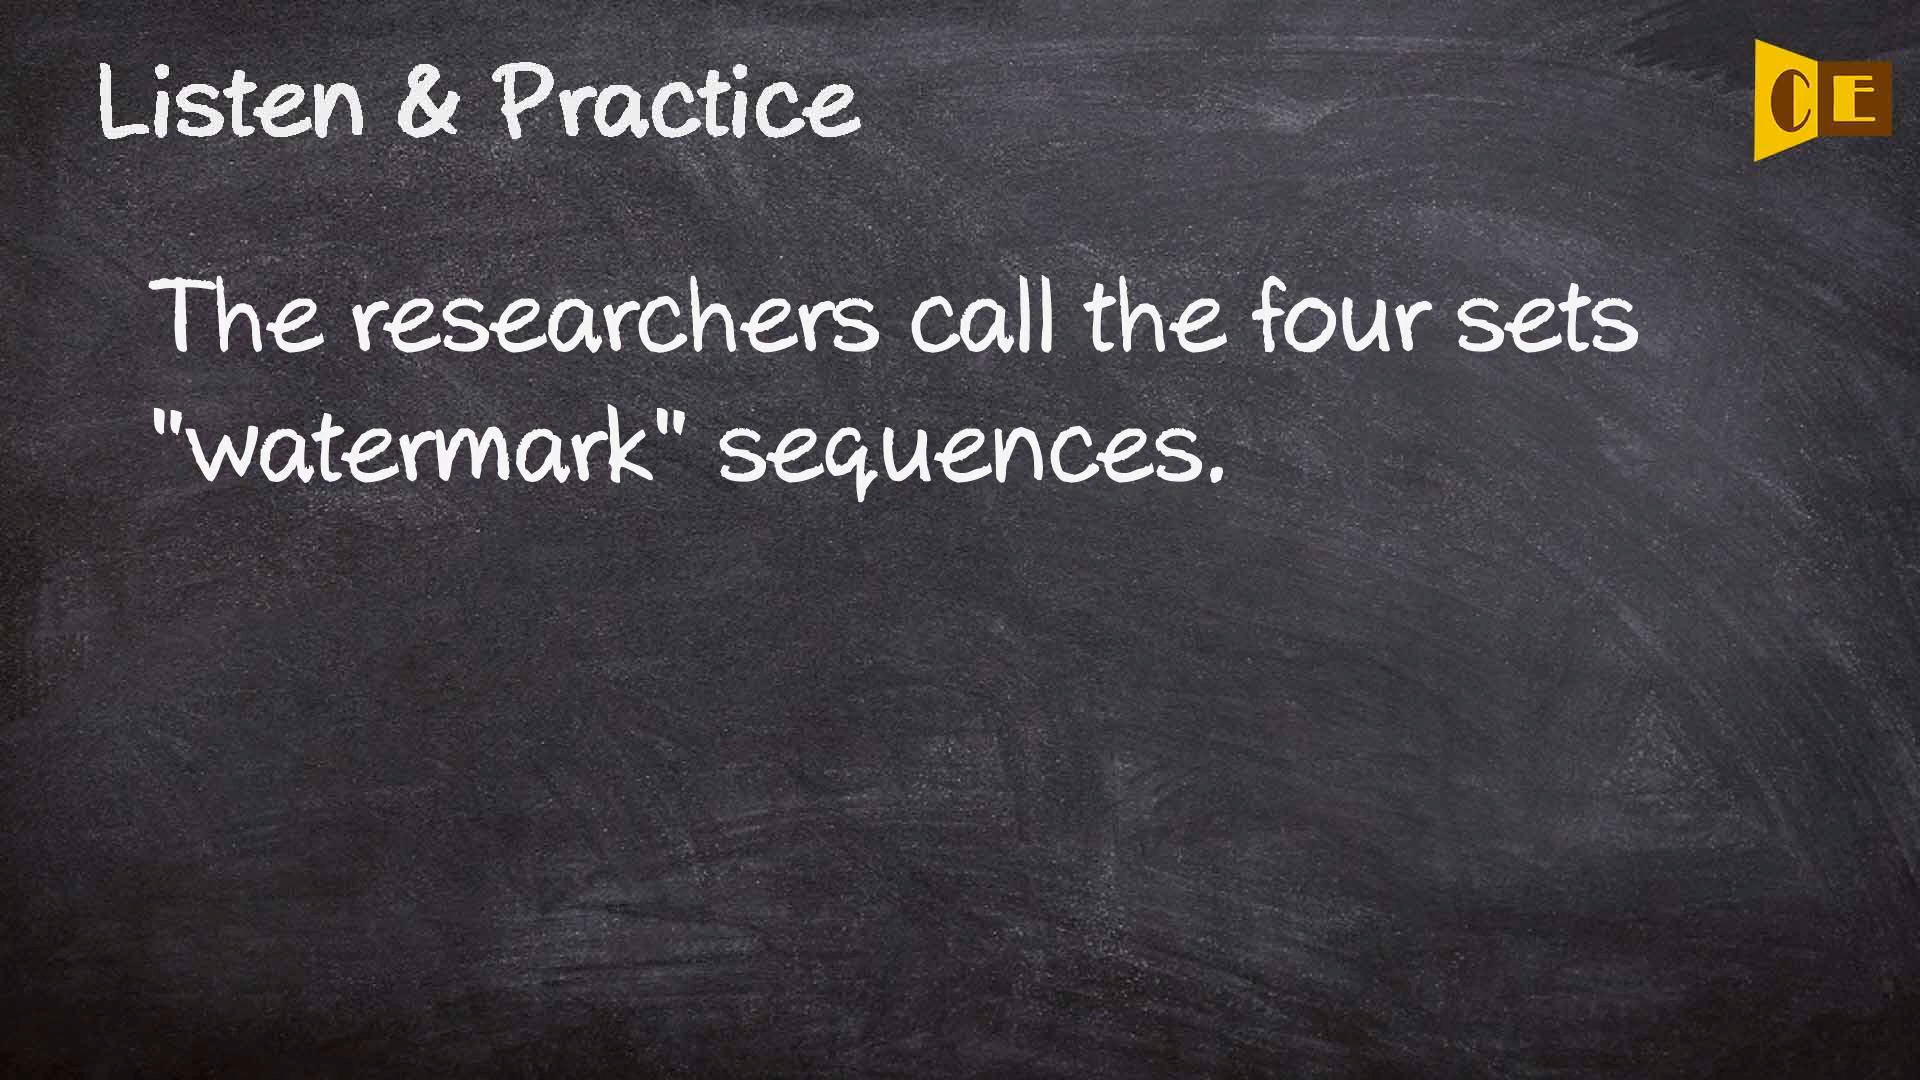 Listen & Practice
CE
The researchers call the four sets
"watermark" sequences.